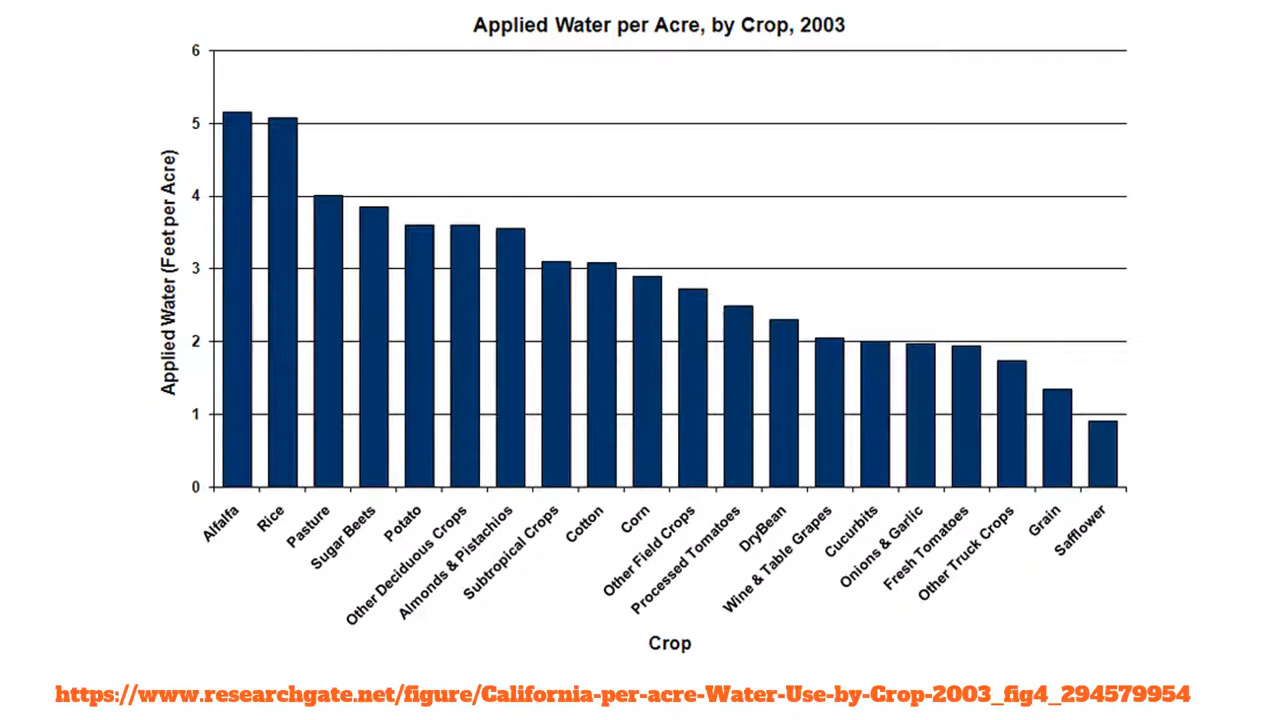 Applied Water per Acre, by Crop, 2003
Applied Water (Feet per Acre)
6
5
4
3
2
1
0
Alfalfa
Rice
Pasture
Sugar Beets
Potato
Other Deciduous Crops
Almonds & Pistachios
Subtropical Crops
Cotton
Corn
Other Field Crops
Processed Tomatoes
DryBean
Wine & Table Grapes
Cucurbits
Onions & Garlic
Fresh Tomatoes
Other Truck Crops
Grain
Safflower
Crop
https://www.researchgate.net/figure/California-per-acre-Water-Use-by-Crop-2003_fig4_294579954